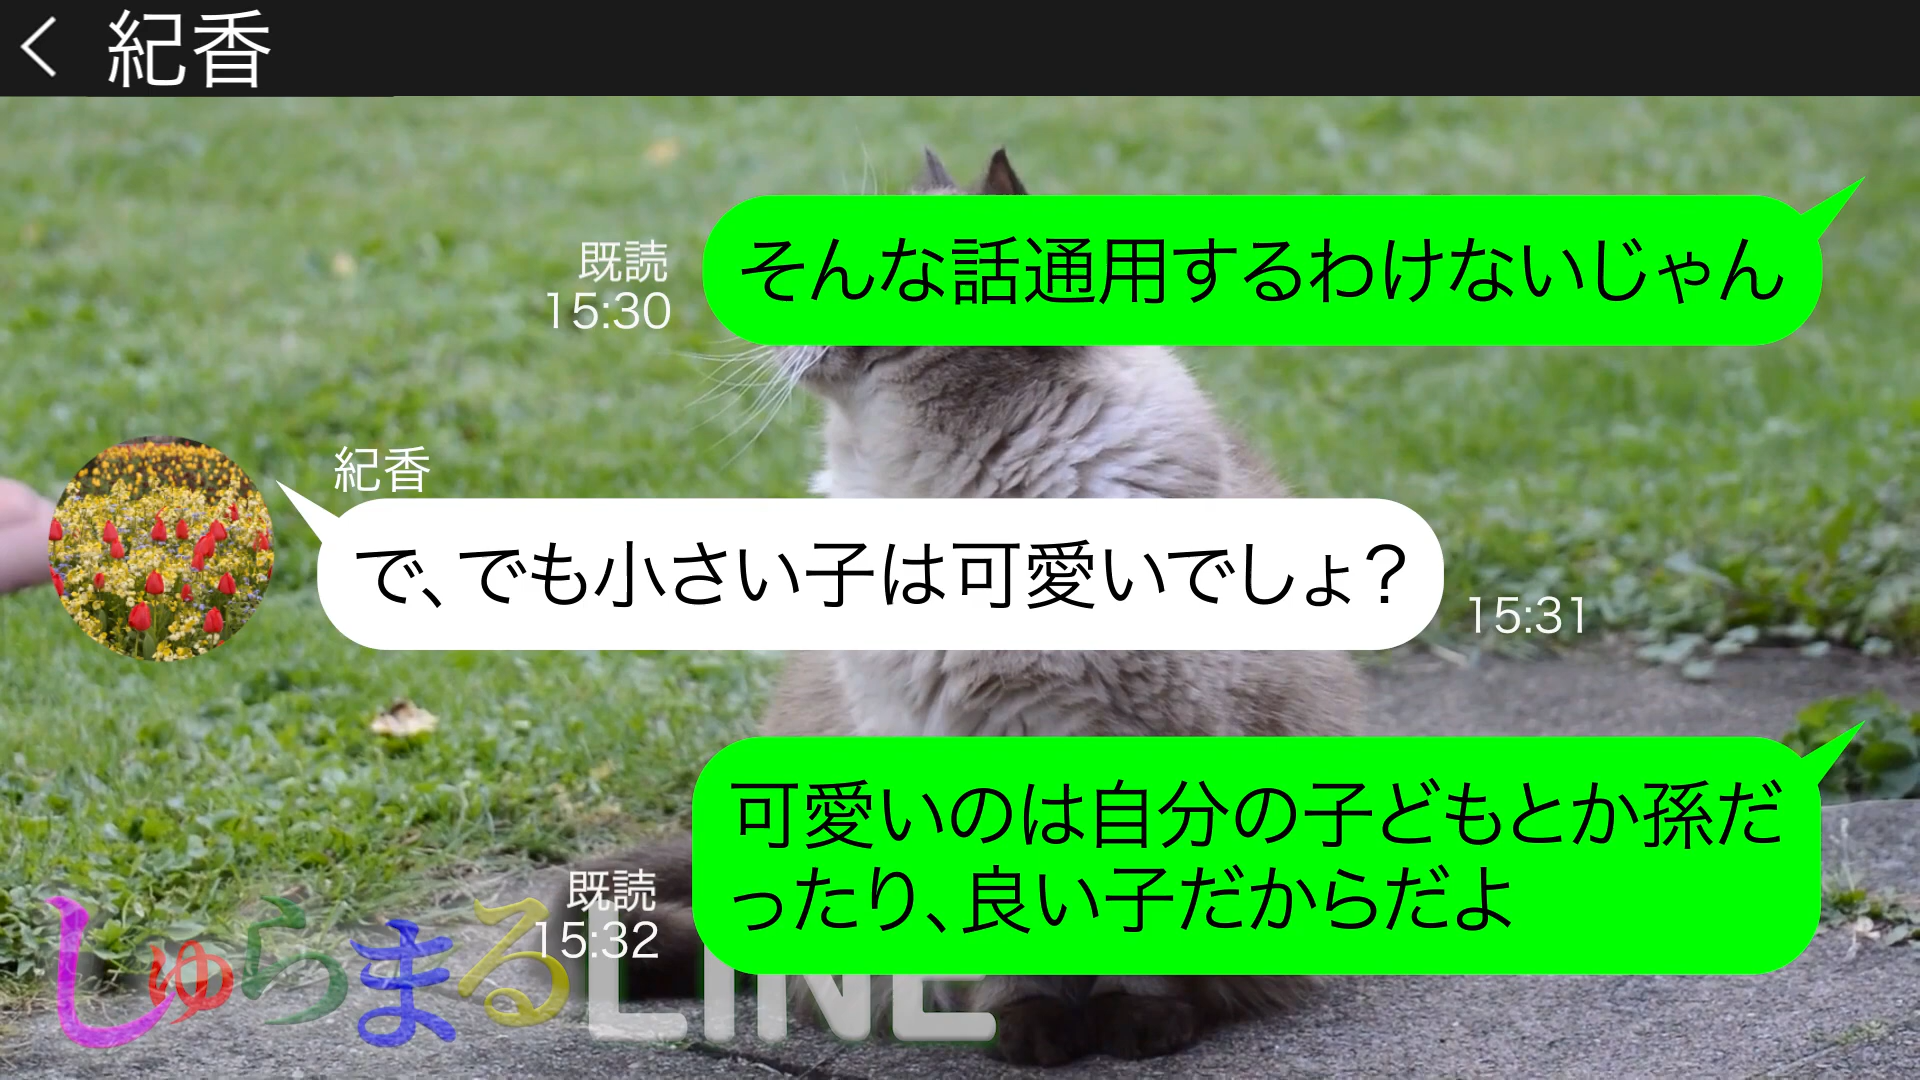 紀香
そんな話通用するわけないじゃん
既読
15:30
紀香
で、でも小さい子は可愛いでしょ?
15:31
可愛いのは自分の子どもとか孫だ
ったり、良い子だからだよ
既読
15:32
しゅらまるLINE